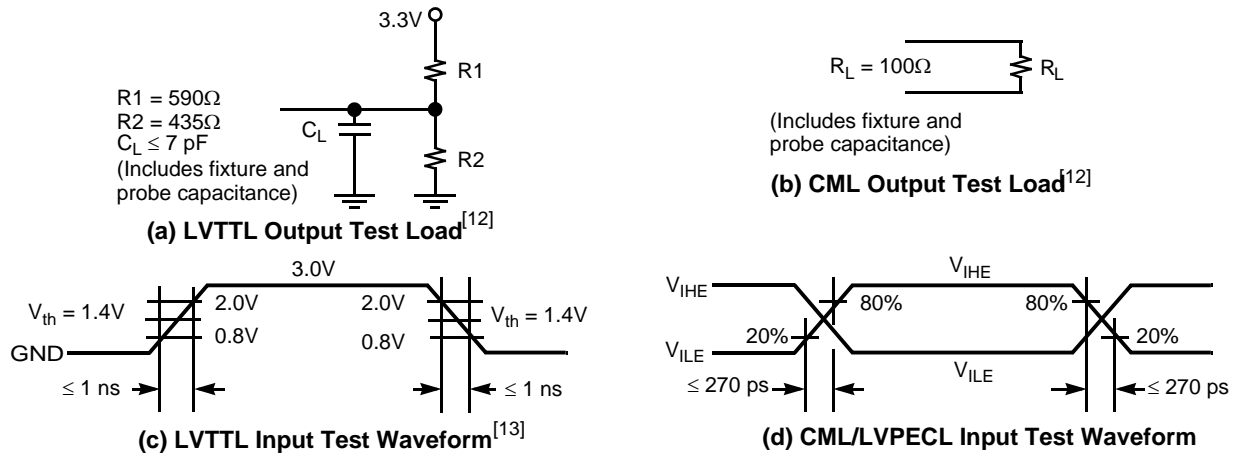 3.3V
R1
R1 = 590Ω
R2 = 435Ω
C_L ≤ 7 pF
(Includes fixture and
probe capacitance)
C_L
R2
(a) LVTTL Output Test Load[12]
R_L = 100Ω
R_L
(Includes fixture and
probe capacitance)
(b) CML Output Test Load[12]
3.0V
V_th = 1.4V
2.0V
0.8V
2.0V
0.8V
V_th = 1.4V
GND
≤ 1 ns
≤ 1 ns
(c) LVTTL Input Test Waveform[13]
V_IHE
V_IHE
80%
80%
20%
20%
V_ILE
V_ILE
≤ 270 ps
≤ 270 ps
(d) CML/LVPECL Input Test Waveform